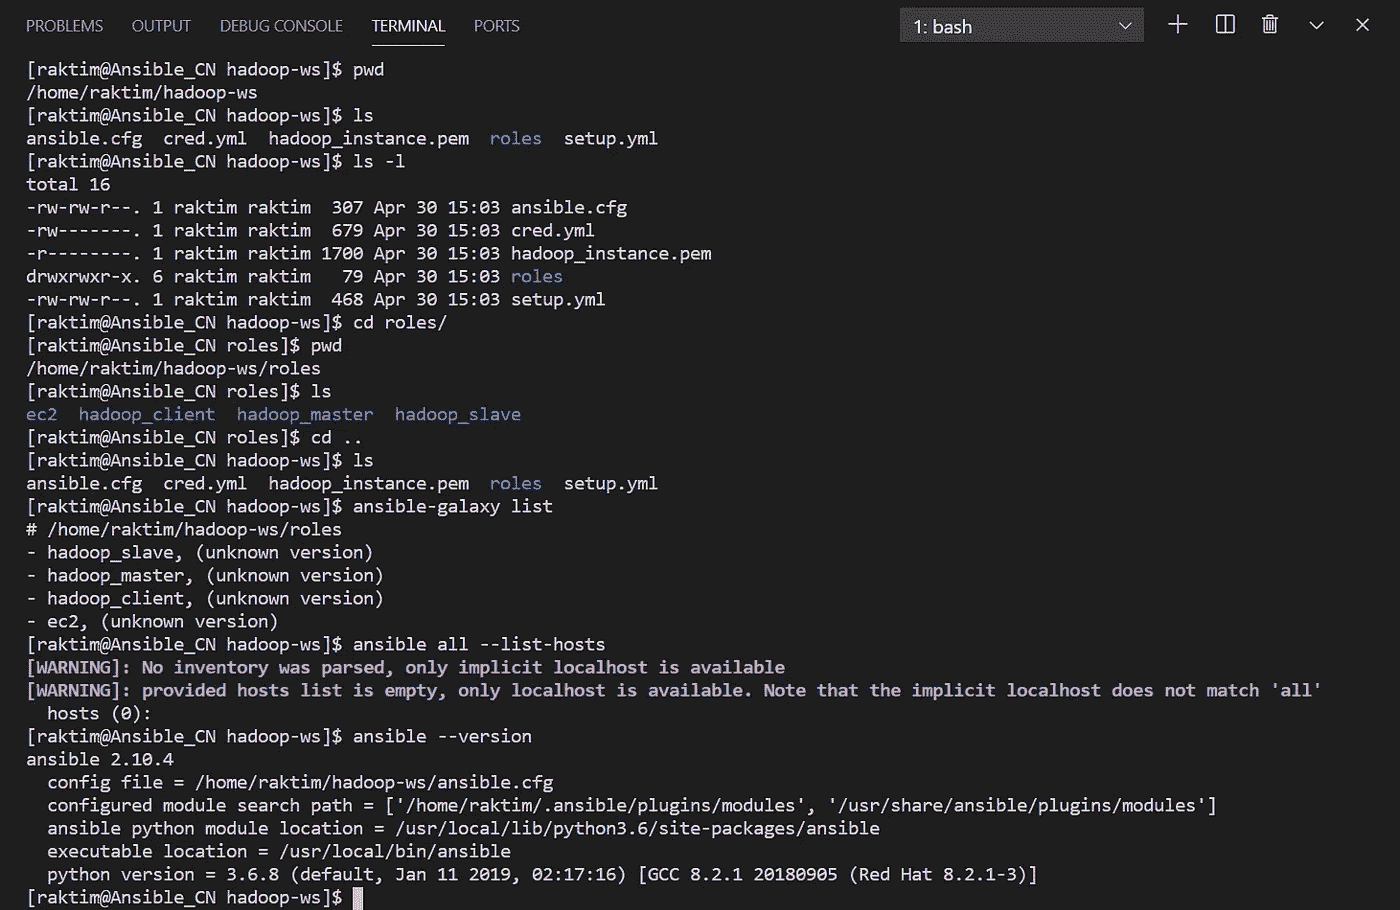 PROBLEMS OUTPUT DEBUG CONSOLE TERMINAL PORTS 1: bash
[raktim@Ansible_CN hadoop-ws]$ pwd
/home/raktim/hadoop-ws
[raktim@Ansible_CN hadoop-ws]$ ls
ansible.cfg  cred.yml  hadoop_instance.pem  roles  setup.yml
[raktim@Ansible_CN hadoop-ws]$ ls -l
total 16
-rw-rw-r--. 1 raktim raktim  307 Apr 30 15:03 ansible.cfg
-rw-------. 1 raktim raktim  679 Apr 30 15:03 cred.yml
-r--------. 1 raktim raktim 1700 Apr 30 15:03 hadoop_instance.pem
drwxrwxr-x. 6 raktim raktim   79 Apr 30 15:03 roles
-rw-rw-r--. 1 raktim raktim  468 Apr 30 15:03 setup.yml
[raktim@Ansible_CN hadoop-ws]$ cd roles/
[raktim@Ansible_CN roles]$ pwd
/home/raktim/hadoop-ws/roles
[raktim@Ansible_CN roles]$ ls
ec2  hadoop_client  hadoop_master  hadoop_slave
[raktim@Ansible_CN roles]$ cd ..
[raktim@Ansible_CN hadoop-ws]$ ls
ansible.cfg  cred.yml  hadoop_instance.pem  roles  setup.yml
[raktim@Ansible_CN hadoop-ws]$ ansible-galaxy list
# /home/raktim/hadoop-ws/roles
- hadoop_slave, (unknown version)
- hadoop_master, (unknown version)
- hadoop_client, (unknown version)
- ec2, (unknown version)
[raktim@Ansible_CN hadoop-ws]$ ansible all --list-hosts
[WARNING]: No inventory was parsed, only implicit localhost is available
[WARNING]: provided hosts list is empty, only localhost is available. Note that the implicit localhost does not match 'all'
  hosts (0):
[raktim@Ansible_CN hadoop-ws]$ ansible --version
ansible 2.10.4
  config file = /home/raktim/hadoop-ws/ansible.cfg
  configured module search path = ['/home/raktim/.ansible/plugins/modules', '/usr/share/ansible/plugins/modules']
  ansible python module location = /usr/local/lib/python3.6/site-packages/ansible
  executable location = /usr/local/bin/ansible
  python version = 3.6.8 (default, Jan 11 2019, 02:17:16) [GCC 8.2.1 20180905 (Red Hat 8.2.1-3)]
[raktim@Ansible_CN hadoop-ws]$